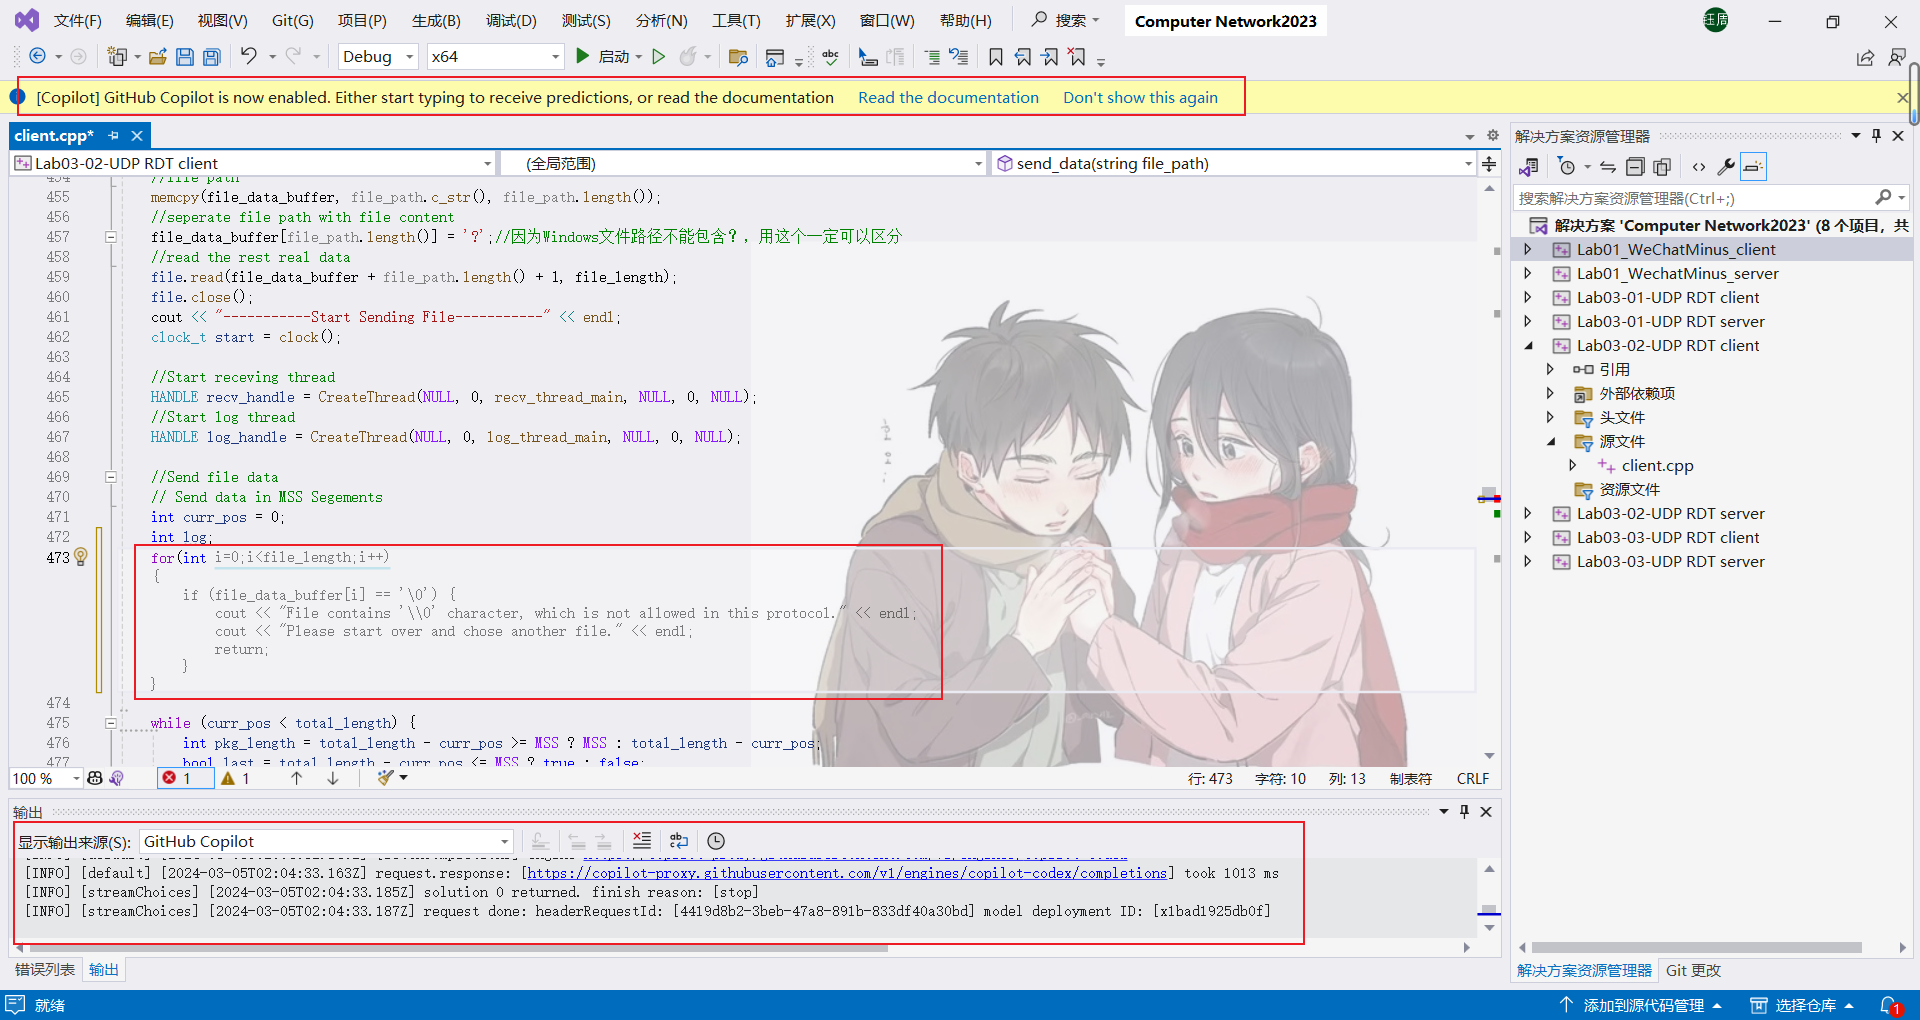 文件(F) 编辑(E) 视图(V) Git(G) 项目(P) 生成(B) 调试(D) 测试(S) 分析(N) 工具(T) 扩展(X) 窗口(W) 帮助(H) 搜索 Computer Network2023 钰周
Debug x64 启动 abc
[Copilot] GitHub Copilot is now enabled. Either start typing to receive predictions, or read the documentation Read the documentation Don't show this again
client.cpp*
Lab03-02-UDP RDT client (全局范围) send_data(string file_path)
454 //file path
455 memcpy(file_data_buffer, file_path.c_str(), file_path.length());
456 //seperate file path with file content
457 file_data_buffer[file_path.length()] = '?';//因为Windows文件路径不能包含?，用这个一定可以区分
458 //read the rest real data
459 file.read(file_data_buffer + file_path.length() + 1, file_length);
460 file.close();
461 cout << "-----------Start Sending File-----------" << endl;
462 clock_t start = clock();
463
464 //Start receving thread
465 HANDLE recv_handle = CreateThread(NULL, 0, recv_thread_main, NULL, 0, NULL);
466 //Start log thread
467 HANDLE log_handle = CreateThread(NULL, 0, log_thread_main, NULL, 0, NULL);
468
469 //Send file data
470 // Send data in MSS Segements
471 int curr_pos = 0;
472 int log;
473 for(int i=0;i<file_length;i++)
{
if (file_data_buffer[i] == '\0') {
cout << "File contains '\\0' character, which is not allowed in this protocol." << endl;
cout << "Please start over and chose another file." << endl;
return;
}
}
474
475 while (curr_pos < total_length) {
476 int pkg_length = total_length - curr_pos >= MSS ? MSS : total_length - curr_pos;
477 bool last = total_length - curr_pos <= MSS ? true : false;
100 % 1 1 行: 473 字符: 10 列: 13 制表符 CRLF
输出
显示输出来源(S): GitHub Copilot
[INFO] [default] [2024-03-05T02:04:33.163Z] request.response: [https://copilot-proxy.githubusercontent.com/v1/engines/copilot-codex/completions] took 1013 ms
[INFO] [streamChoices] [2024-03-05T02:04:33.185Z] solution 0 returned. finish reason: [stop]
[INFO] [streamChoices] [2024-03-05T02:04:33.187Z] request done: headerRequestId: [4419d8b2-3beb-47a8-891b-833df40a30bd] model deployment ID: [x1bad1925db0f]
错误列表 输出
解决方案资源管理器
搜索解决方案资源管理器(Ctrl+;)
解决方案 'Computer Network2023' (8 个项目，共
Lab01_WeChatMinus_client
Lab01_WechatMinus_server
Lab03-01-UDP RDT client
Lab03-01-UDP RDT server
Lab03-02-UDP RDT client
引用
外部依赖项
头文件
源文件
client.cpp
资源文件
Lab03-02-UDP RDT server
Lab03-03-UDP RDT client
Lab03-03-UDP RDT server
解决方案资源管理器 Git 更改
就绪 添加到源代码管理 选择仓库 1